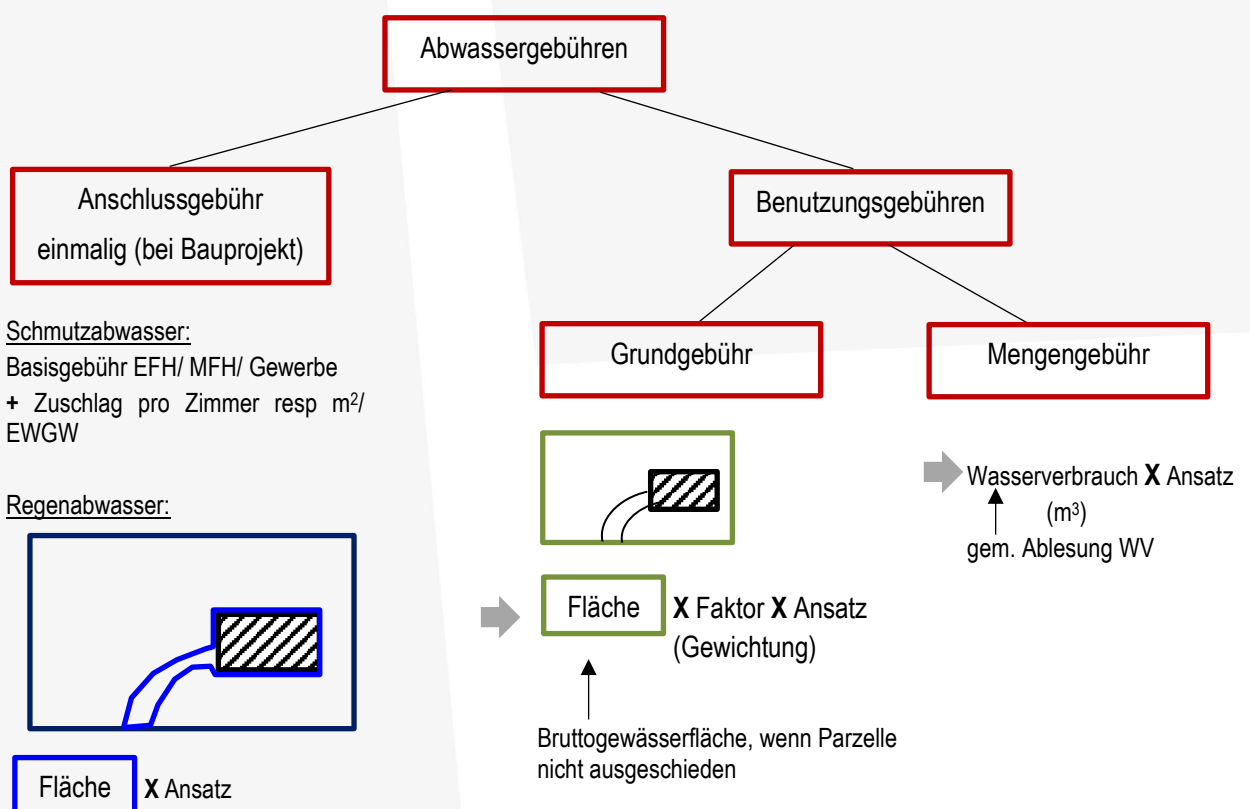 Abwassergebühren
Anschlussgebühr
einmalig (bei Bauprojekt)
Schmutzabwasser:
Basisgebühr EFH/ MFH/ Gewerbe
+ Zuschlag pro Zimmer resp m²/
EWGW
Regenabwasser:
Fläche X Ansatz
Benutzungsgebühren
Grundgebühr
Fläche X Faktor X Ansatz
(Gewichtung)
Bruttogewässerfläche, wenn Parzelle
nicht ausgeschieden
Mengengebühr
Wasserverbrauch X Ansatz
(m³)
gem. Ablesung WV